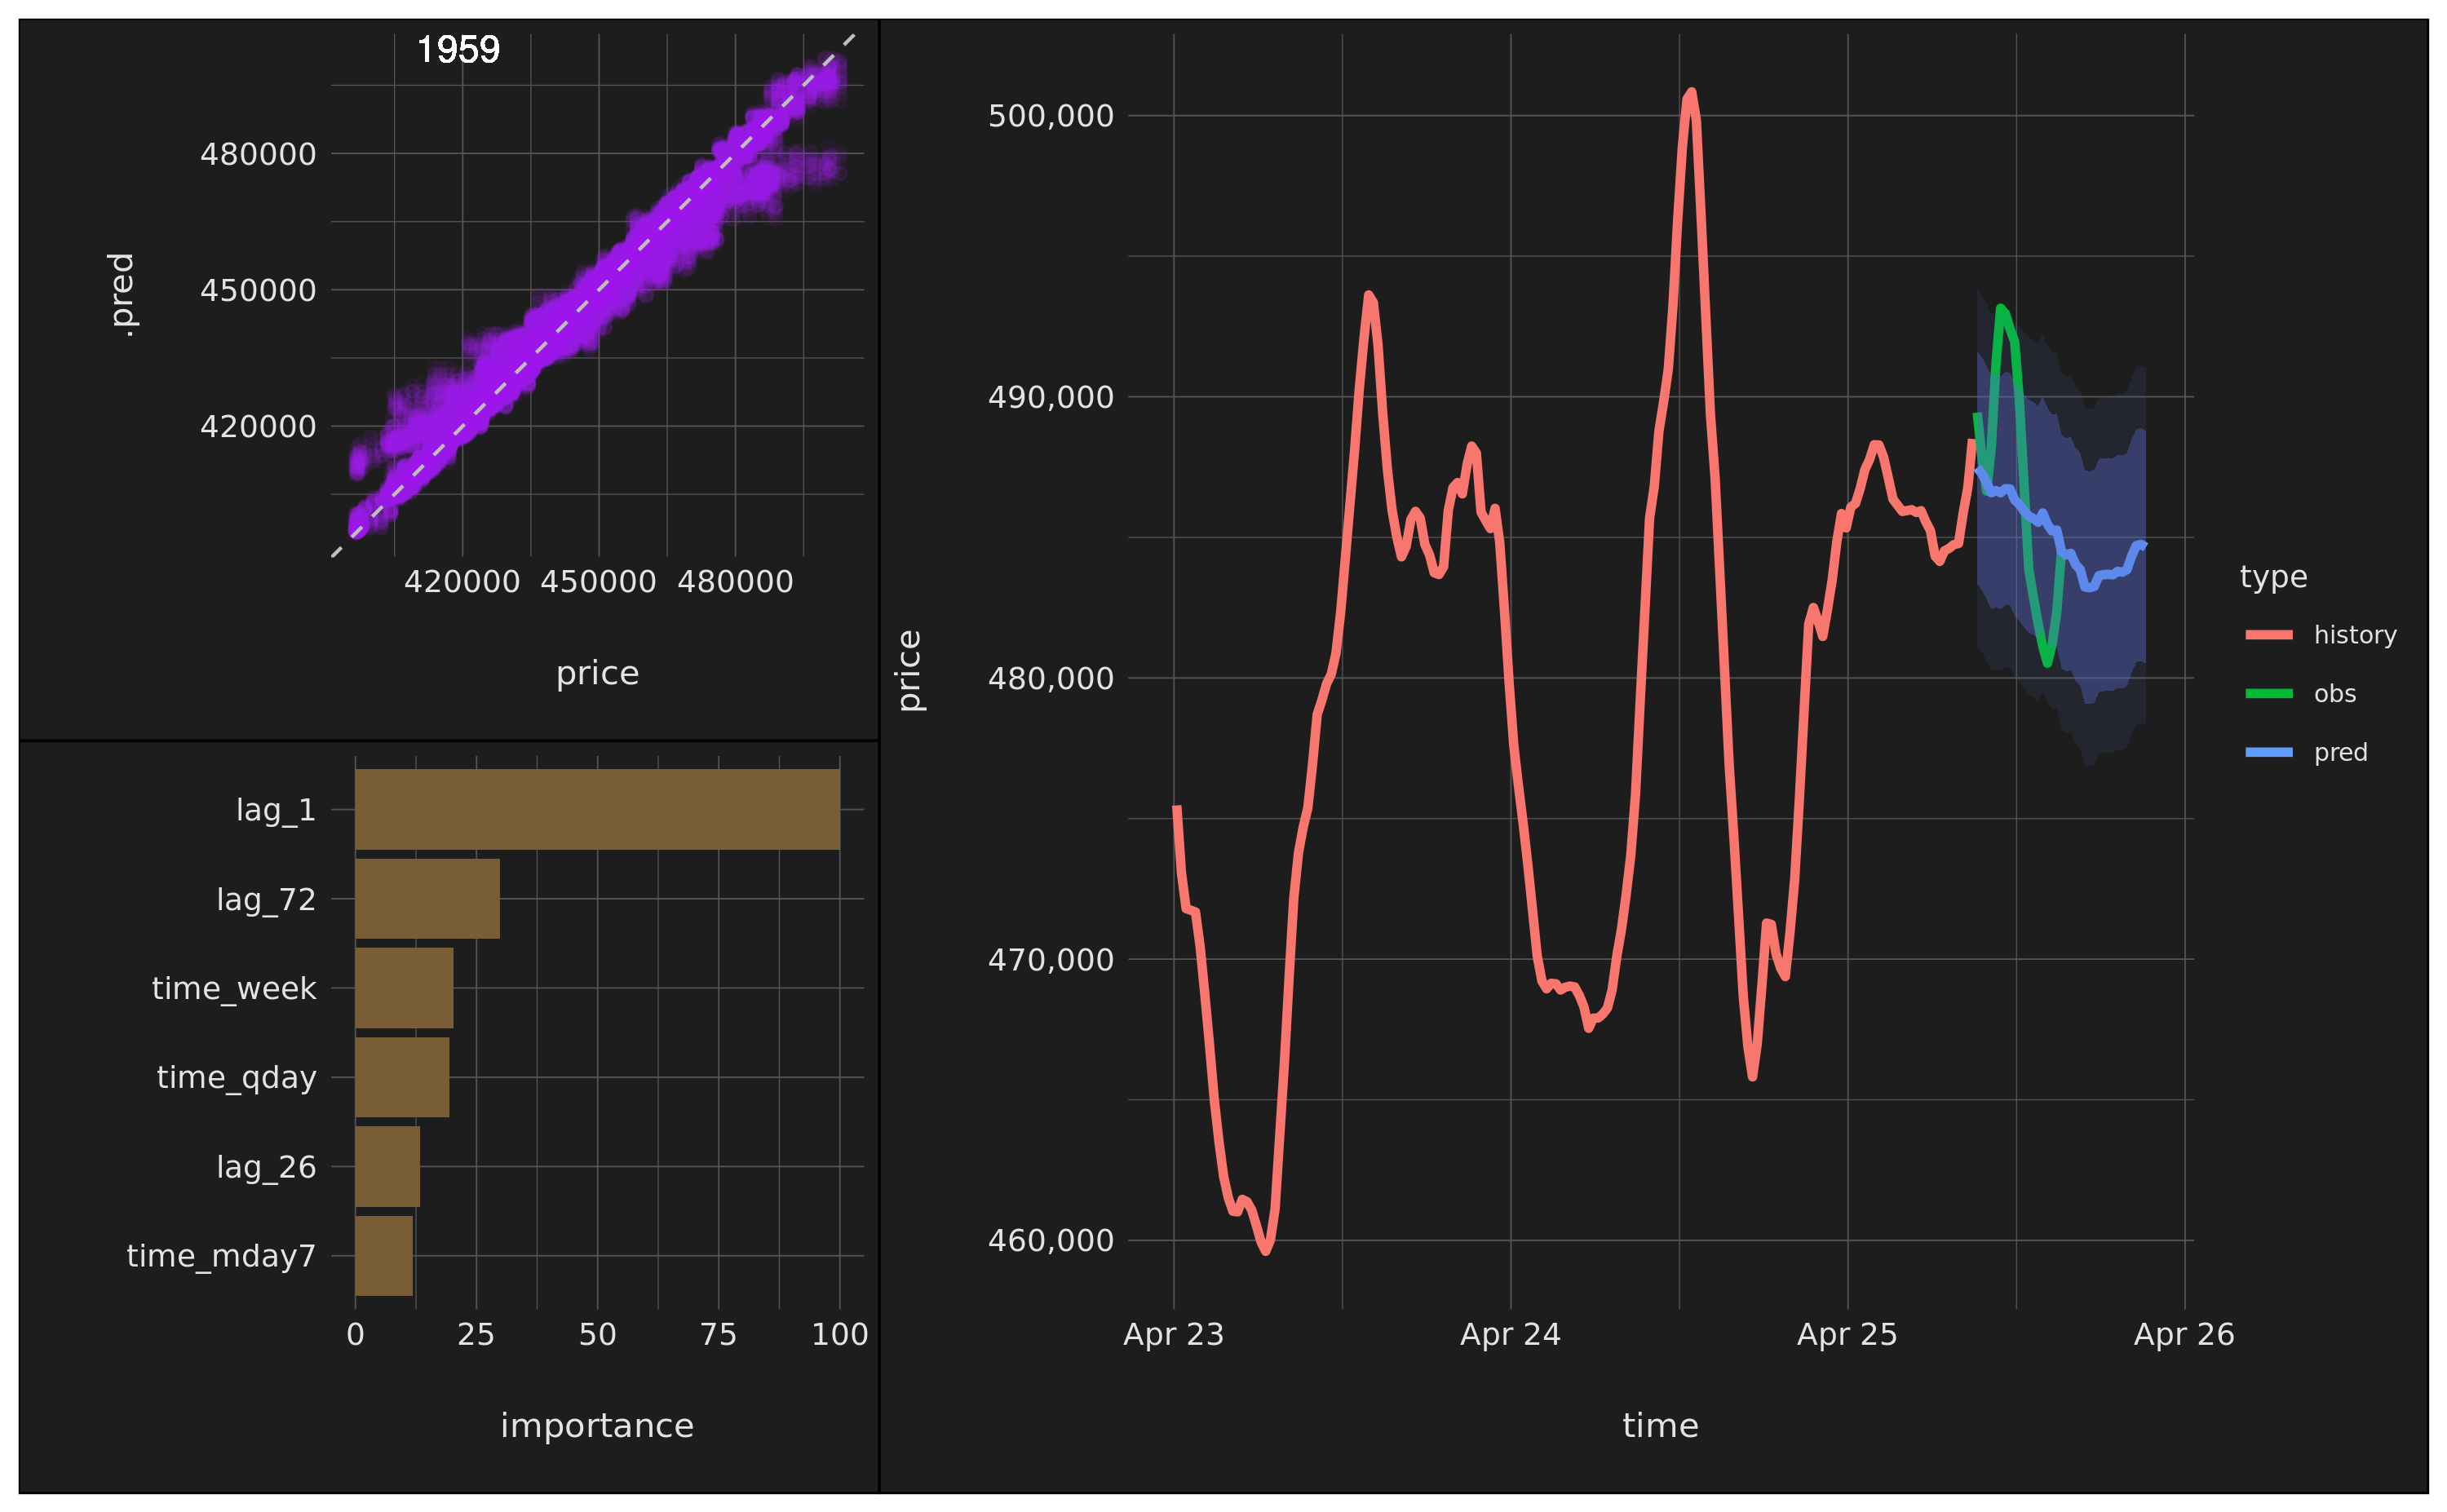 1959
.pred
480000
450000
420000
420000 450000 480000
price
lag_1
lag_72
time_week
time_qday
lag_26
time_mday7
0 25 50 75 100
importance
price
500,000
490,000
480,000
470,000
460,000
Apr 23 Apr 24 Apr 25 Apr 26
time
type
history
obs
pred